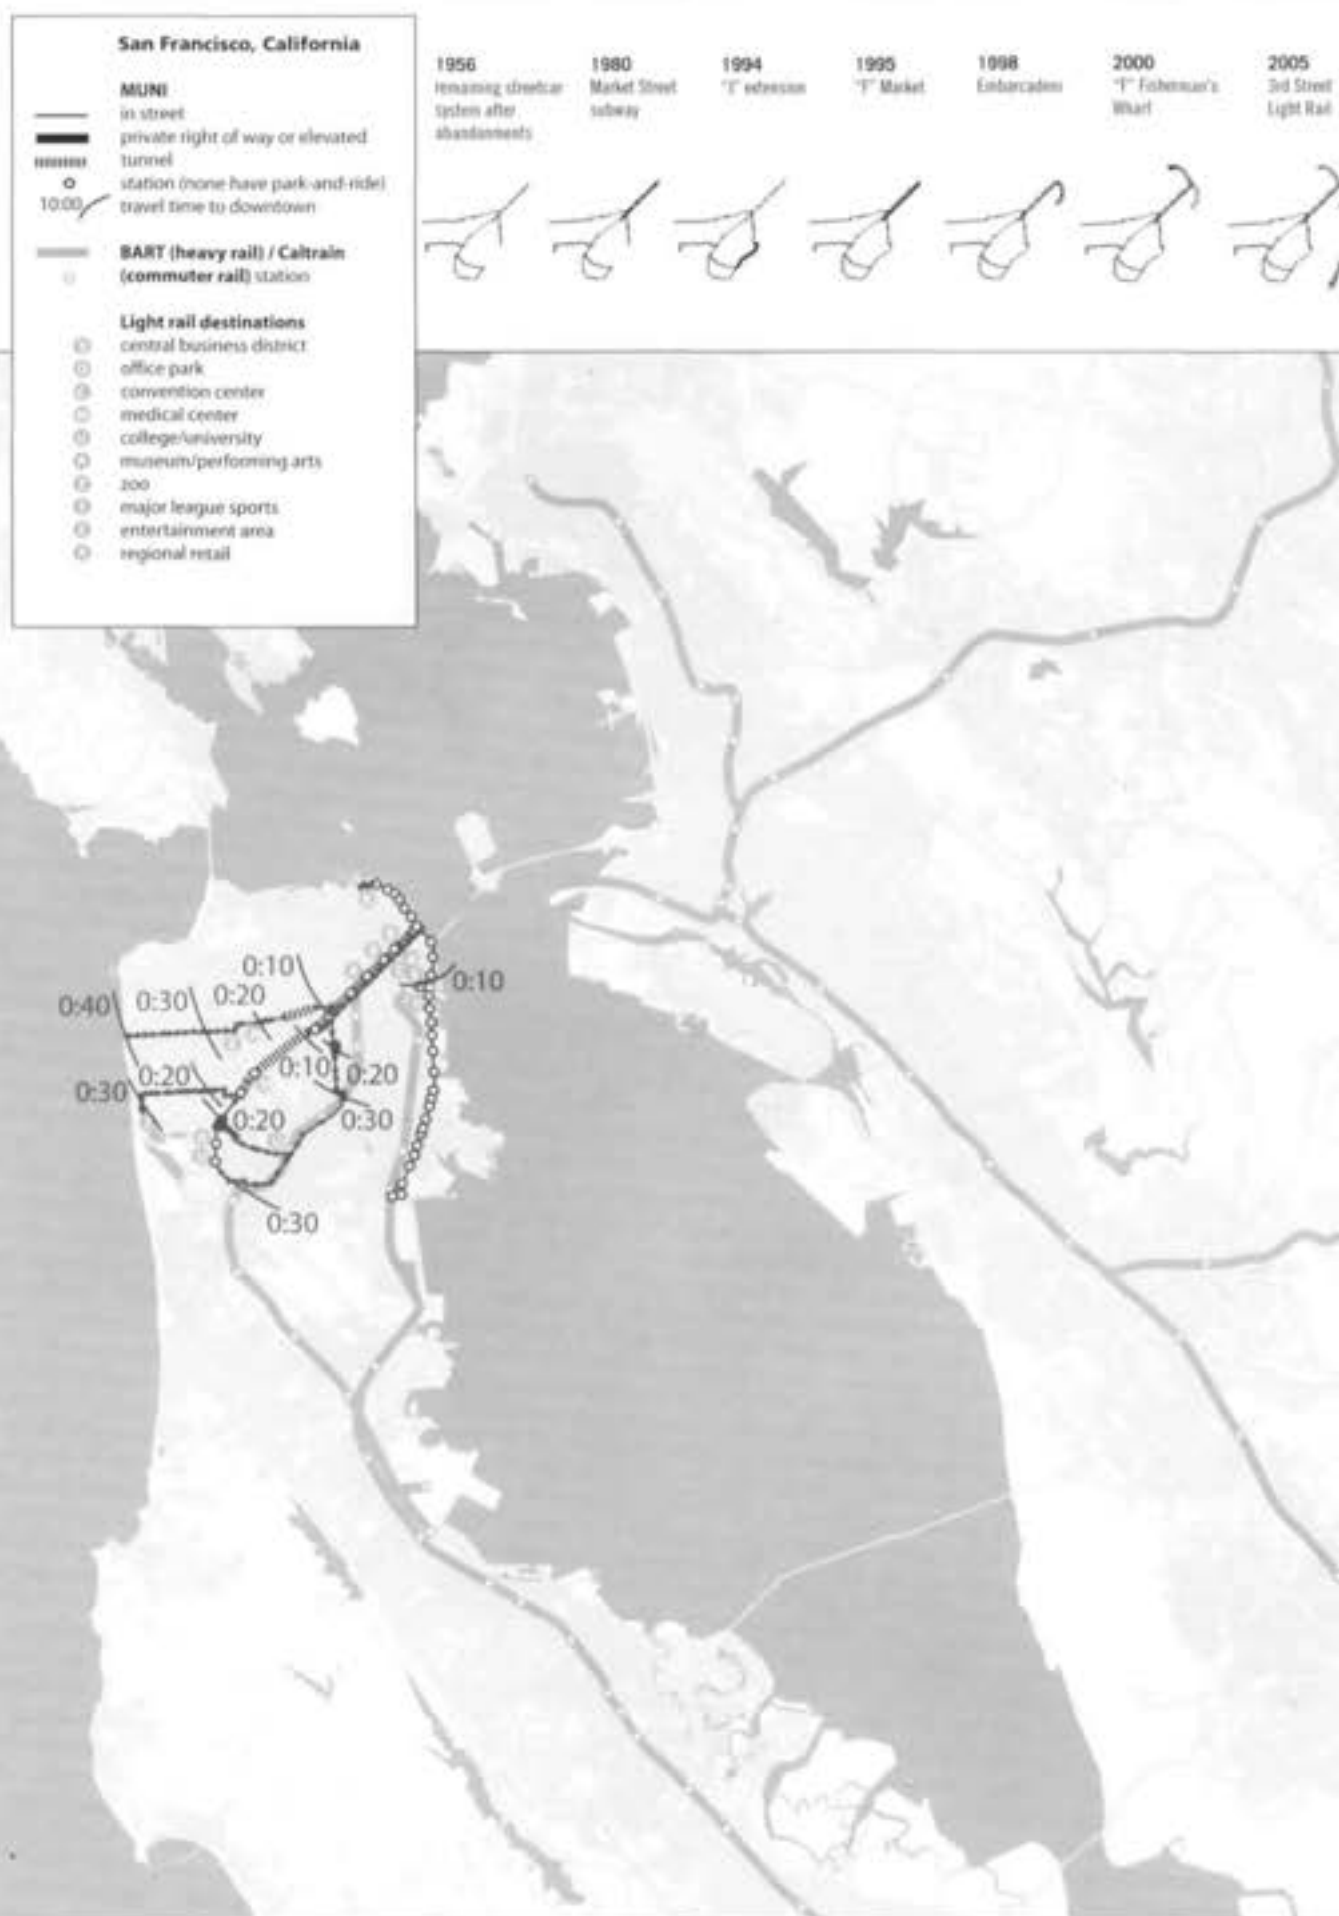 San Francisco, California
MUNI
in street
private right of way or elevated
tunnel
station (none have park-and-ride)
10:00
travel time to downtown
BART (heavy rail) / Caltrain
(commuter rail) station
Light rail destinations
central business district
office park
convention center
medical center
college/university
museum/performing arts
zoo
major league sports
entertainment area
regional retail
1956
remaining streetcar
system after
abandonments
1980
Market Street
subway
1994
"J" extension
1995
"F" Market
1998
Embarcadero
2000
"F" Fisherman's
Wharf
2005
3rd Street
Light Rail
0:10
0:10
0:40
0:30
0:20
0:30
0:20
0:10
0:20
0:20
0:30
0:30